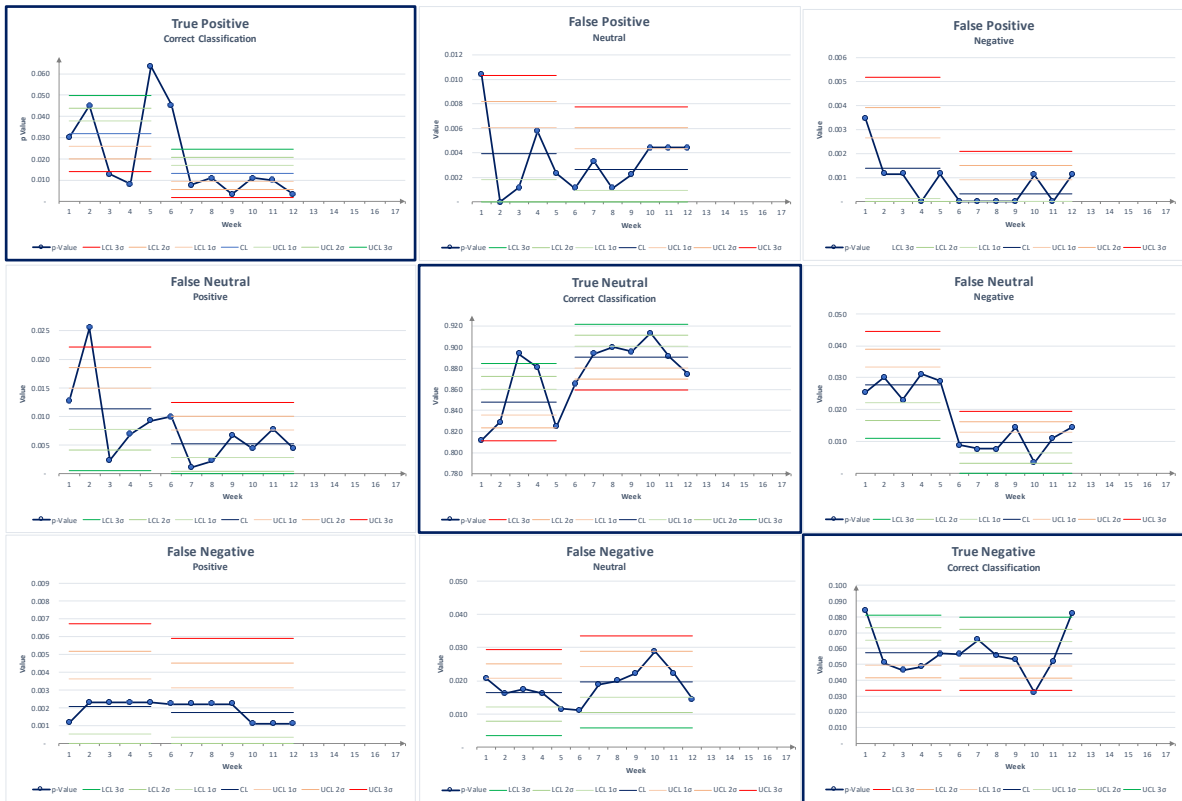 True Positive
Correct Classification
p Value
0.060
0.050
0.040
0.030
0.020
0.010
-
1 2 3 4 5 6 7 8 9 10 11 12 13 14 15 16 17
Week
p-Value LCL 3σ LCL 2σ LCL 1σ CL UCL 1σ UCL 2σ UCL 3σ
False Positive
Neutral
Value
0.012
0.010
0.008
0.006
0.004
0.002
-
1 2 3 4 5 6 7 8 9 10 11 12 13 14 15 16 17
Week
p-Value LCL 3σ LCL 2σ LCL 1σ CL UCL 1σ UCL 2σ UCL 3σ
False Positive
Negative
Value
0.006
0.005
0.004
0.003
0.002
0.001
-
1 2 3 4 5 6 7 8 9 10 11 12 13 14 15 16 17
Week
p-Value LCL 3σ LCL 2σ LCL 1σ CL UCL 1σ UCL 2σ UCL 3σ
False Neutral
Positive
Value
0.025
0.020
0.015
0.010
0.005
-
1 2 3 4 5 6 7 8 9 10 11 12 13 14 15 16 17
Week
p-Value LCL 3σ LCL 2σ LCL 1σ CL UCL 1σ UCL 2σ UCL 3σ
True Neutral
Correct Classification
Value
0.920
0.900
0.880
0.860
0.840
0.820
0.800
0.780
1 2 3 4 5 6 7 8 9 10 11 12 13 14 15 16 17
Week
p-Value LCL 3σ LCL 2σ LCL 1σ CL UCL 1σ UCL 2σ UCL 3σ
False Neutral
Negative
Value
0.050
0.040
0.030
0.020
0.010
-
1 2 3 4 5 6 7 8 9 10 11 12 13 14 15 16 17
Week
p-Value LCL 3σ LCL 2σ LCL 1σ CL UCL 1σ UCL 2σ UCL 3σ
False Negative
Positive
Value
0.009
0.008
0.007
0.006
0.005
0.004
0.003
0.002
0.001
-
1 2 3 4 5 6 7 8 9 10 11 12 13 14 15 16 17
Week
p-Value LCL 3σ LCL 2σ LCL 1σ CL UCL 1σ UCL 2σ UCL 3σ
False Negative
Neutral
Value
0.050
0.040
0.030
0.020
0.010
-
1 2 3 4 5 6 7 8 9 10 11 12 13 14 15 16 17
Week
p-Value LCL 3σ LCL 2σ LCL 1σ CL UCL 1σ UCL 2σ UCL 3σ
True Negative
Correct Classification
Value
0.100
0.090
0.080
0.070
0.060
0.050
0.040
0.030
0.020
0.010
-
1 2 3 4 5 6 7 8 9 10 11 12 13 14 15 16 17
Week
p-Value LCL 3σ LCL 2σ LCL 1σ CL UCL 1σ UCL 2σ UCL 3σ